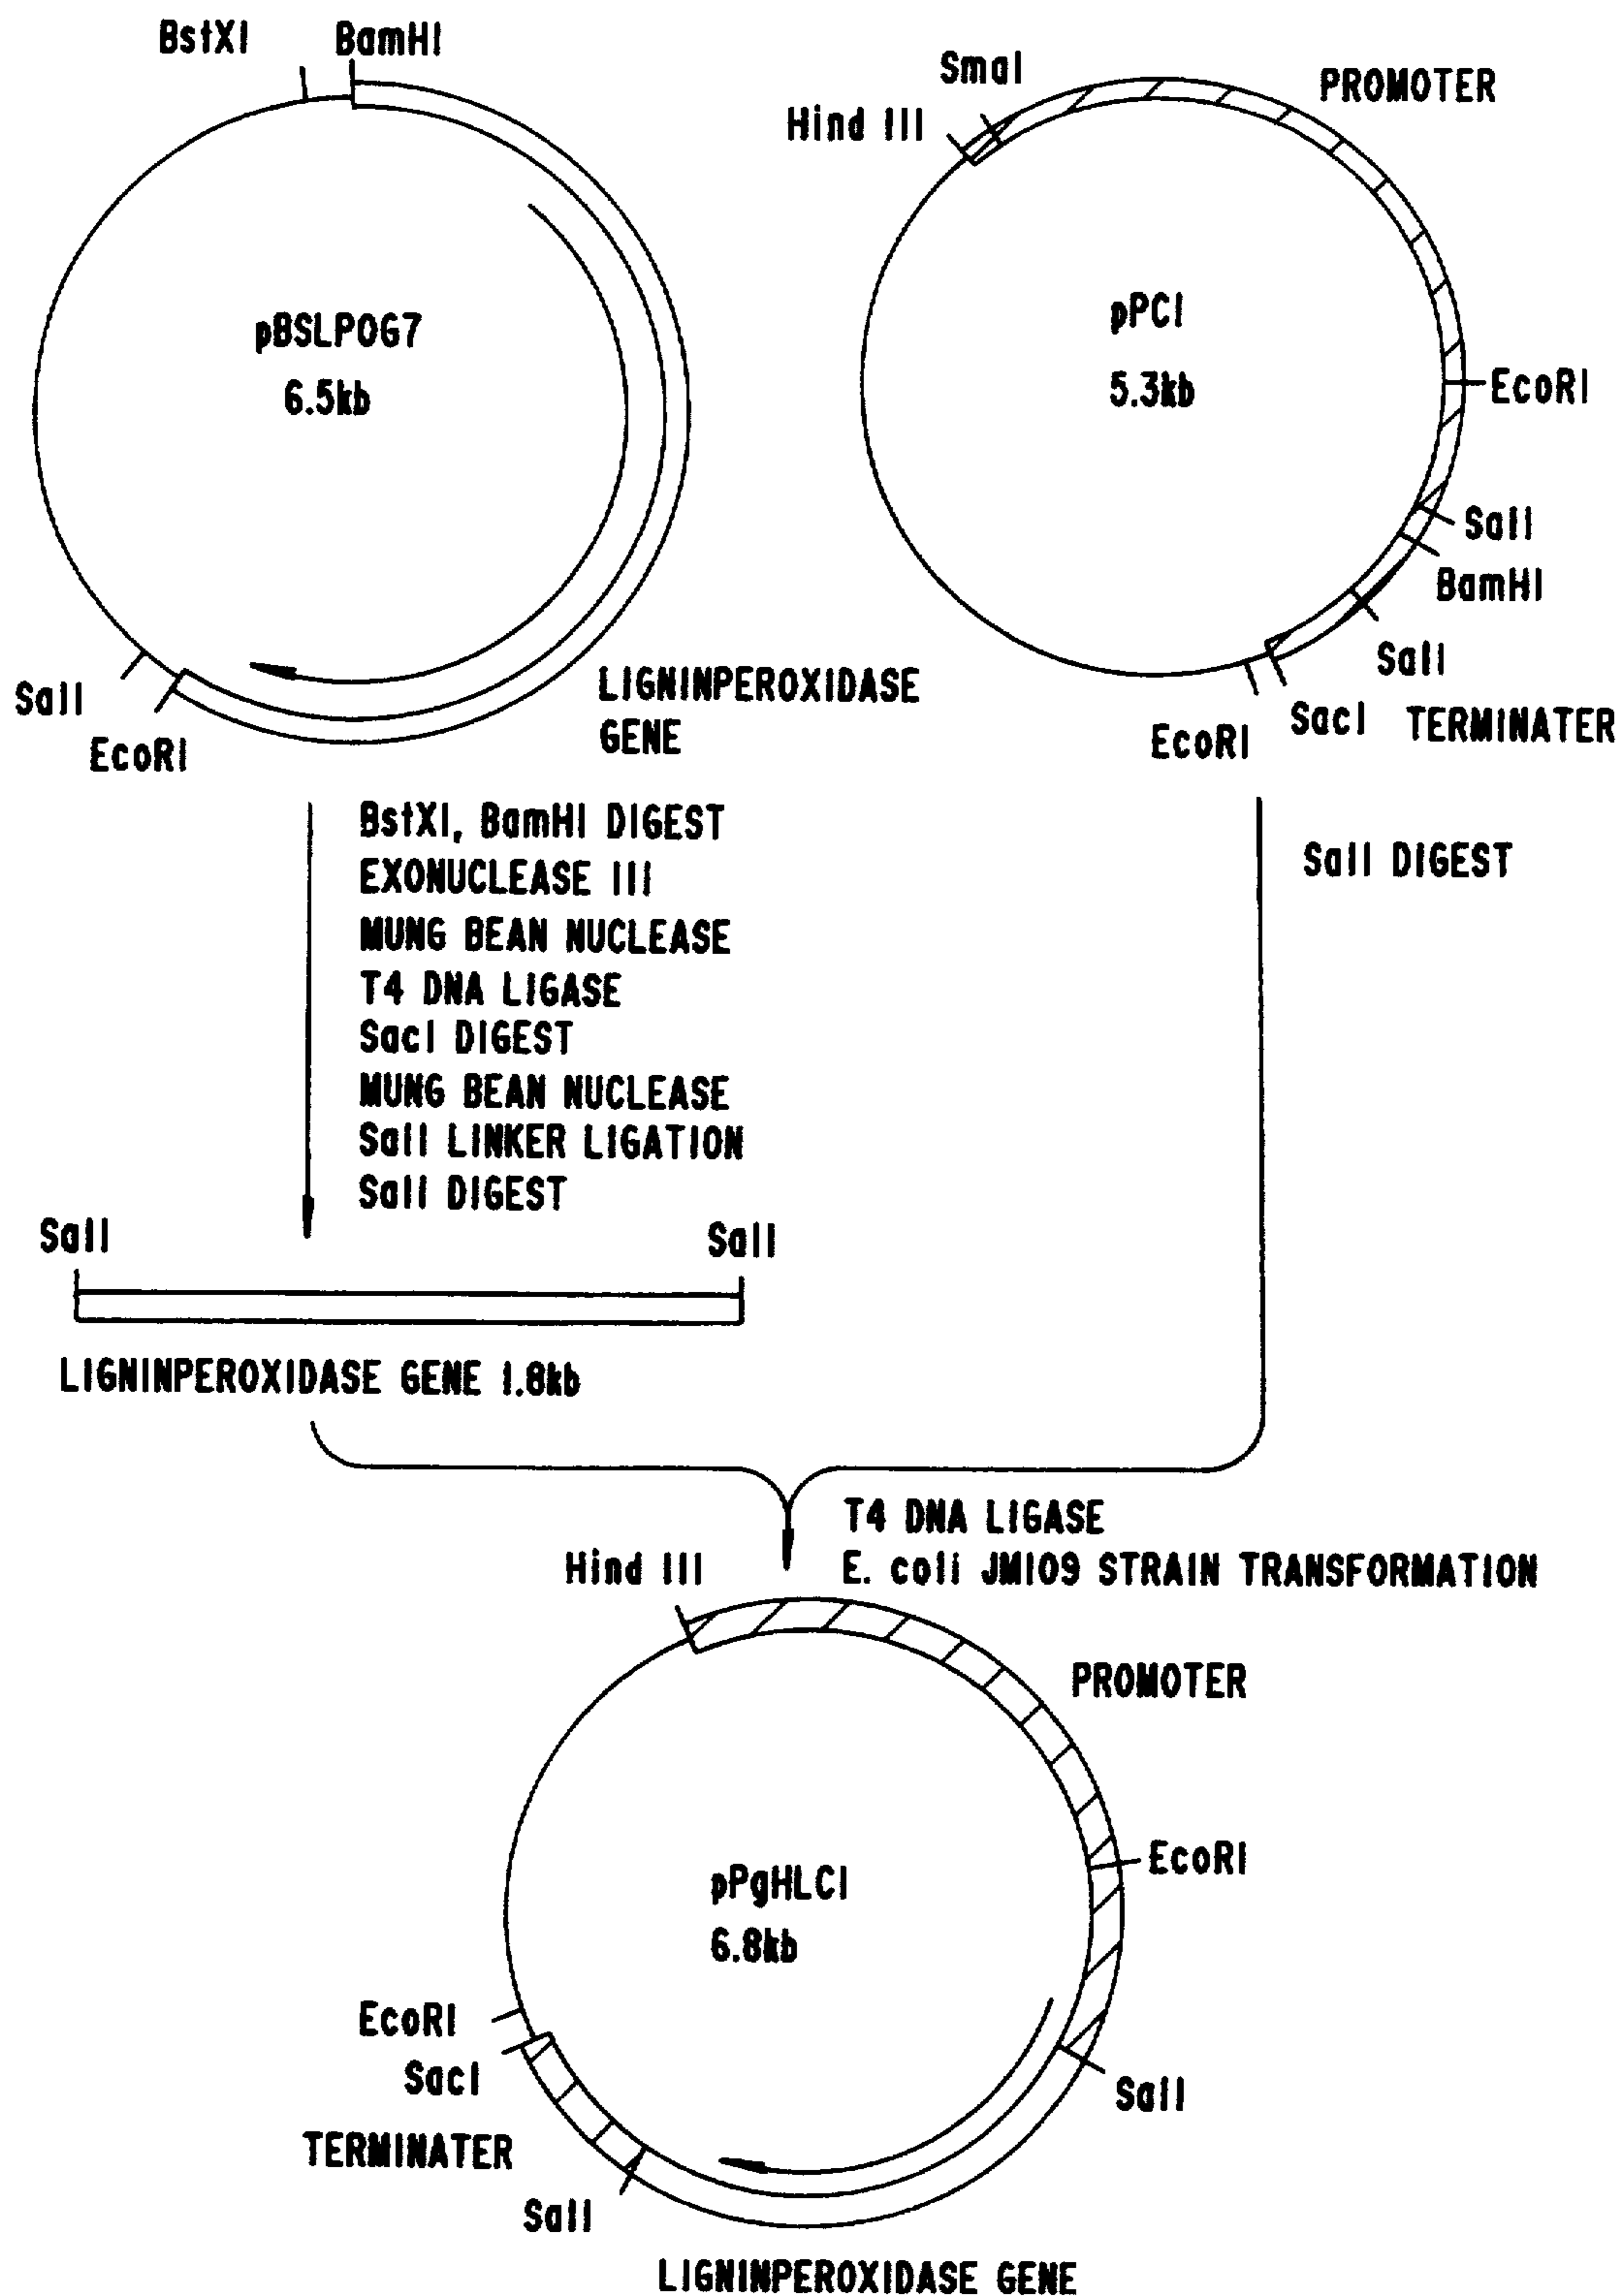 BstXI
BamHI
pBSLPOG7
6.5kb
SalI
EcoRI
LIGNINPEROXIDASE
GENE
SmaI
Hind III
PROMOTER
pPCI
5.3kb
EcoRI
SalI
BamHI
SalI
SacI
TERMINATER
EcoRI
BstXI, BamHI DIGEST
EXONUCLEASE III
MUNG BEAN NUCLEASE
T4 DNA LIGASE
SacI DIGEST
MUNG BEAN NUCLEASE
SalI LINKER LIGATION
SalI DIGEST
SalI DIGEST
SalI
SalI
LIGNINPEROXIDASE GENE 1.8kb
T4 DNA LIGASE
E. coli JM109 STRAIN TRANSFORMATION
Hind III
PROMOTER
pPgHLCI
6.8kb
EcoRI
EcoRI
SacI
TERMINATER
SalI
SalI
LIGNINPEROXIDASE GENE